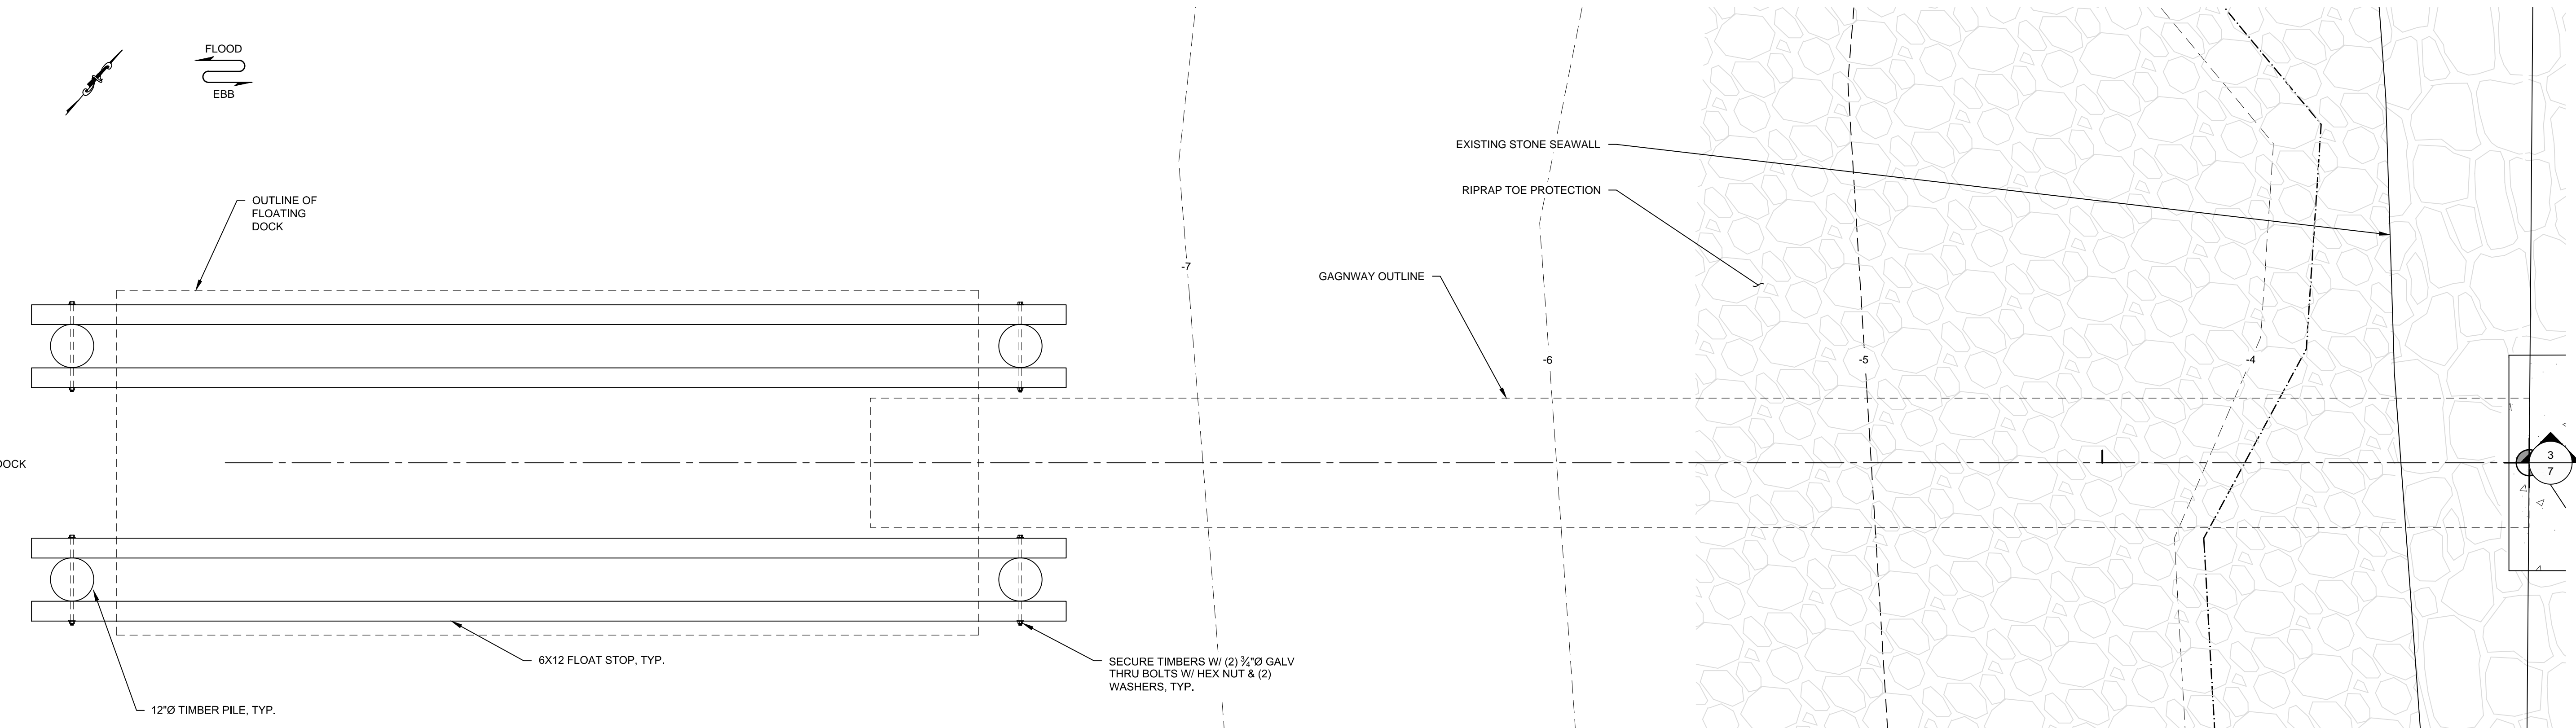 FLOOD
EBB
OUTLINE OF
FLOATING
DOCK
EXISTING STONE SEAWALL
RIPRAP TOE PROTECTION
-7
GAGNWAY OUTLINE
-6
-5
-4
DOCK
3
7
6X12 FLOAT STOP, TYP.
SECURE TIMBERS W/ (2) ¾"Ø GALV
THRU BOLTS W/ HEX NUT & (2)
WASHERS, TYP.
12"Ø TIMBER PILE, TYP.